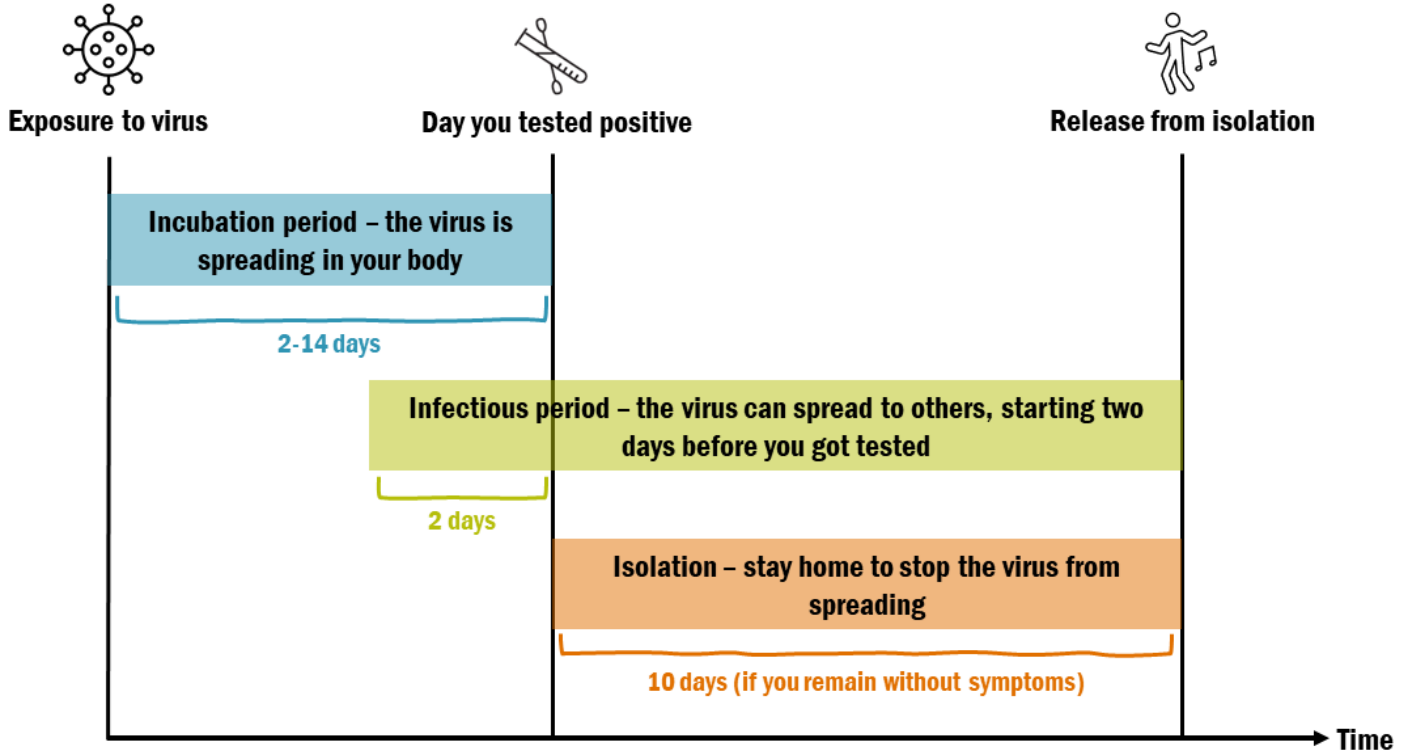 Exposure to virus
Day you tested positive
Release from isolation
Incubation period – the virus is
spreading in your body
2-14 days
Infectious period – the virus can spread to others, starting two
days before you got tested
2 days
Isolation – stay home to stop the virus from
spreading
10 days (if you remain without symptoms)
Time